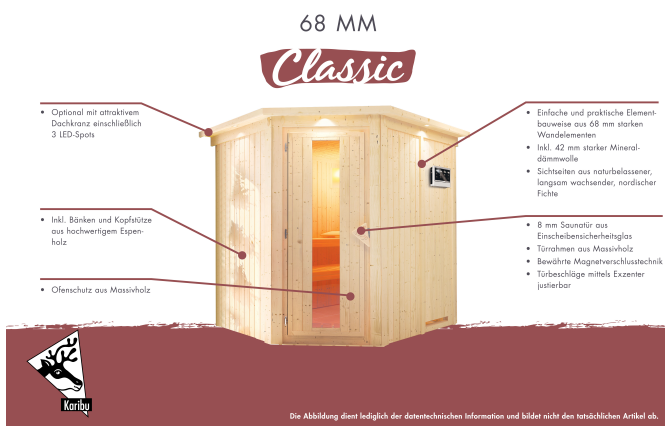 68 MM
Classic
• Optional mit attraktivem
Dachkranz einschließlich
3 LED-Spots
• Inkl. Bänken und Kopfstütze
aus hochwertigem Espen-
holz
• Ofenschutz aus Massivholz
• Einfache und praktische Element-
bauweise aus 68 mm starken
Wandelementen
• Inkl. 42 mm starker Mineral-
dämmwolle
• Sichtseiten aus naturbelassener,
langsam wachsender, nordischer
Fichte
• 8 mm Saunatür aus
Einscheibensicherheitsglas
• Türrahmen aus Massivholz
• Bewährte Magnetverschlusstechnik
• Türbeschläge mittels Exzenter
justierbar
Karibu
Die Abbildung dient lediglich der datentechnischen Information und bildet nicht den tatsächlichen Artikel ab.